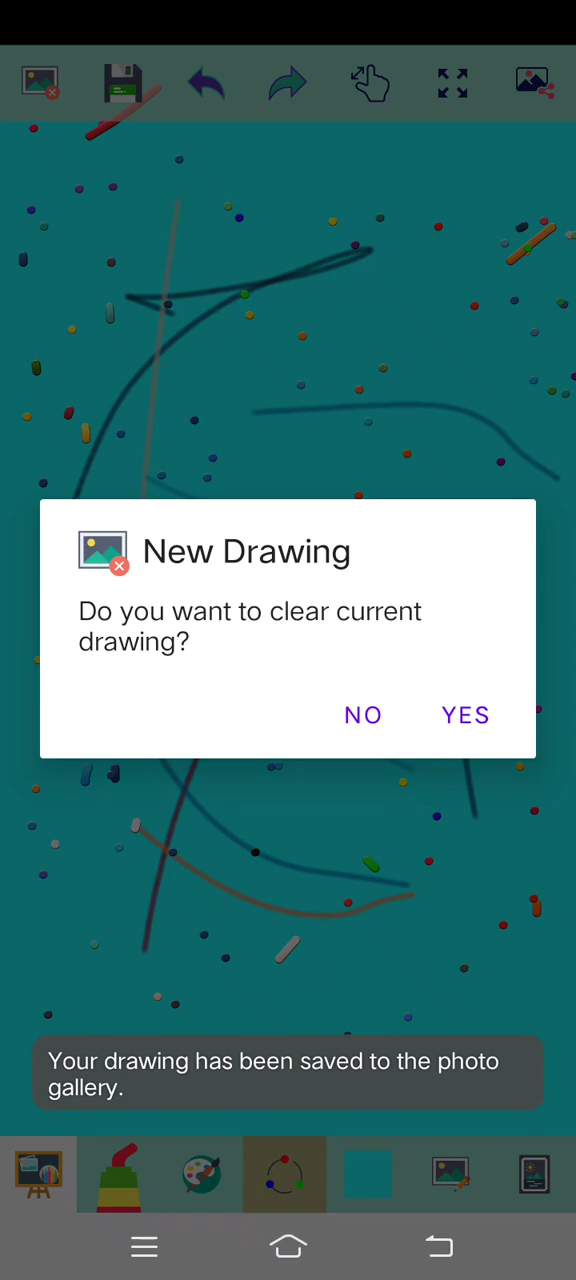 New Drawing
Do you want to clear current
drawing?
NO YES
Your drawing has been saved to the photo
gallery.